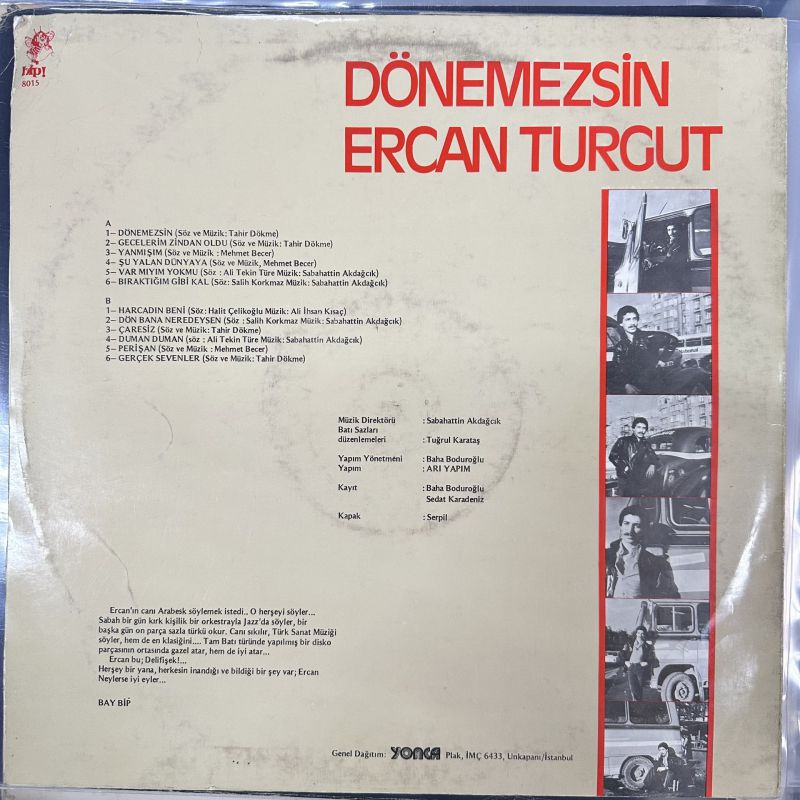 bip!
8015
DÖNEMEZSİN
ERCAN TURGUT
A
1— DÖNEMEZSİN (Söz ve Müzik: Tahir Dökme)
2— GECELERİM ZİNDAN OLDU (Söz ve Müzik: Tahir Dökme)
3— YANMIŞIM (Söz ve Müzik : Mehmet Becer)
4— ŞU YALAN DÜNYAYA (Söz ve Müzik, Mehmet Becer)
5— VAR MIYIM YOKMU (Söz : Ali Tekin Türe Müzik: Sabahattin Akdağcık)
6— BIRAKTIĞIM GİBİ KAL (Söz: Salih Korkmaz Müzik : Sabahattin Akdağcık)
B
1— HARCADIN BENİ (Söz: Halit Çelikoğlu Müzik: Ali İhsan Kısaç)
2— DÖN BANA NEREDEYSEN (Söz : Salih Korkmaz Müzik :Sabahattin Akdağcık)
3— ÇARESİZ (Söz ve Müzik: Tahir Dökme)
4— DUMAN DUMAN (söz : Ali Tekin Türe Müzik: Sabahattin Akdağcık)
5— PERİŞAN (Söz ve Müzik : Mehmet Becer)
6— GERÇEK SEVENLER (Söz ve Müzik: Tahir Dökme)
Müzik Direktörü : Sabahattin Akdağcık
Batı Sazları
düzenlemeleri : Tuğrul Karataş
Yapım Yönetmeni : Baha Boduroğlu
Yapım : ARI YAPIM
Kayıt : Baha Boduroğlu
Sedat Karadeniz
Kapak : Serpil
Ercan'ın canı Arabesk söylemek istedi.. O herşeyi söyler...
Sabah bir gün kırk kişilik bir orkestrayla Jazz'da söyler, bir
başka gün on parça sazla türkü okur. Canı sıkılır, Türk Sanat Müziği
söyler, hem de en klasiğini.... Tam Batı türünde yapılmış bir disko
parçasının ortasında gazel atar, hem de iyi atar...
Ercan bu; Delifişek!...
Herşey bir yana, herkesin inandığı ve bildiği bir şey var; Ercan
Neylerse iyi eyler...
BAY BİP
Genel Dağıtım: YONCA Plak, İMÇ 6433, Unkapanı/İstanbul